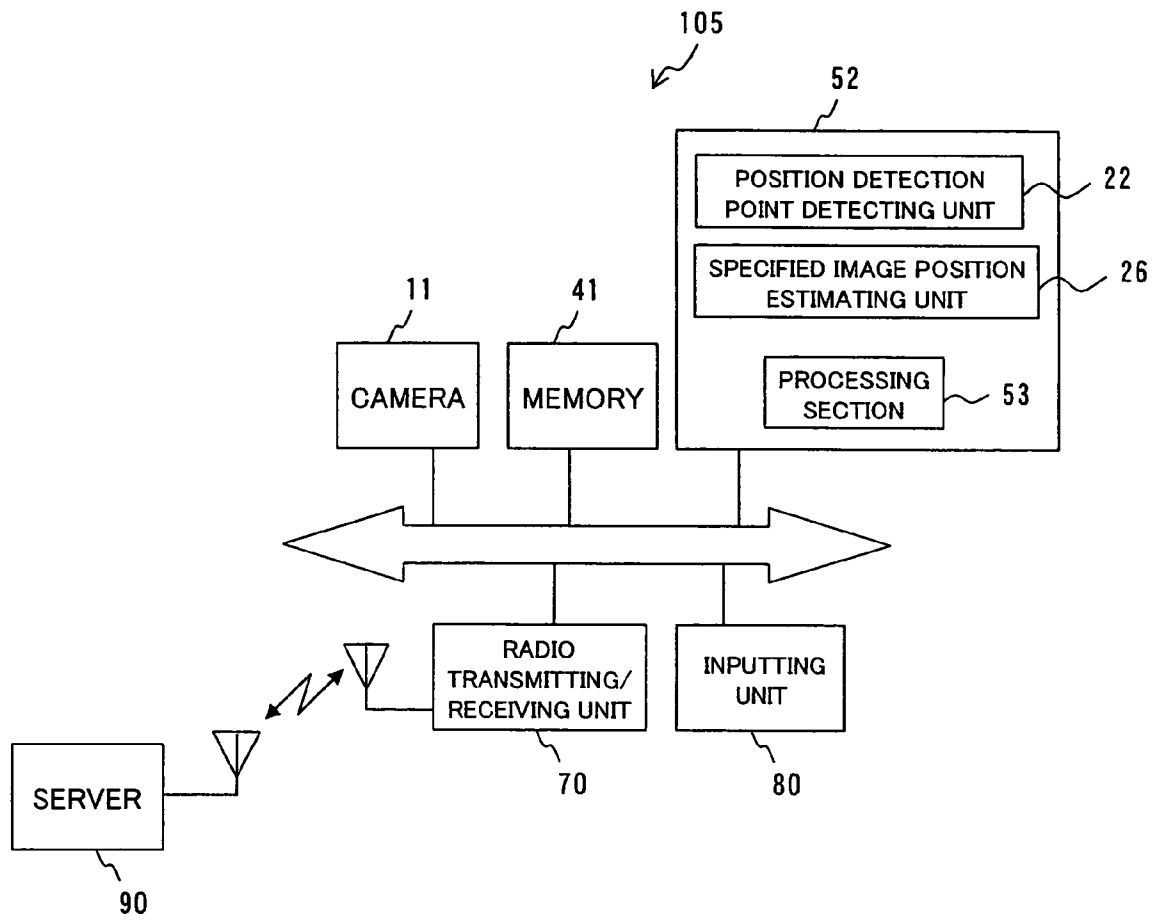 105
52
POSITION DETECTION
POINT DETECTING UNIT
22
SPECIFIED IMAGE POSITION
ESTIMATING UNIT
26
11
41
CAMERA
MEMORY
PROCESSING
SECTION
53
RADIO
TRANSMITTING/
RECEIVING UNIT
INPUTTING
UNIT
70
80
SERVER
90